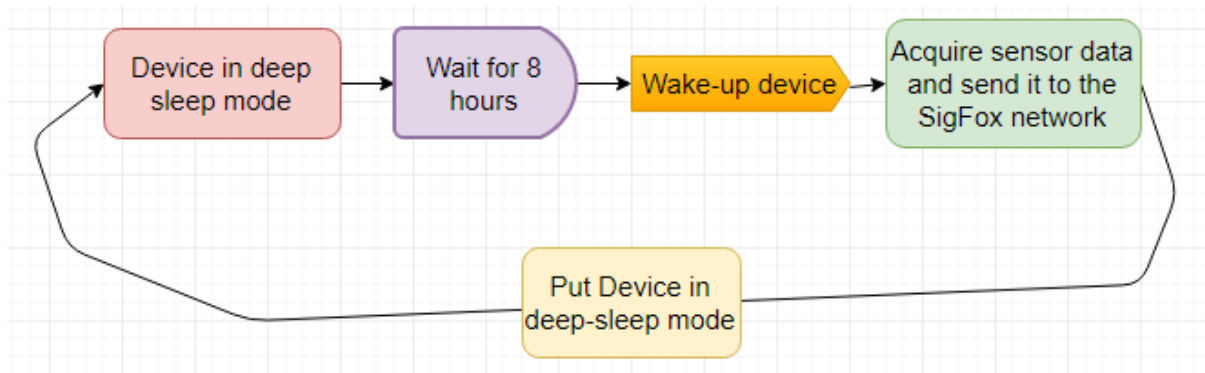 Device in deep
sleep mode
Wait for 8
hours
Wake-up device
Acquire sensor data
and send it to the
SigFox network
Put Device in
deep-sleep mode